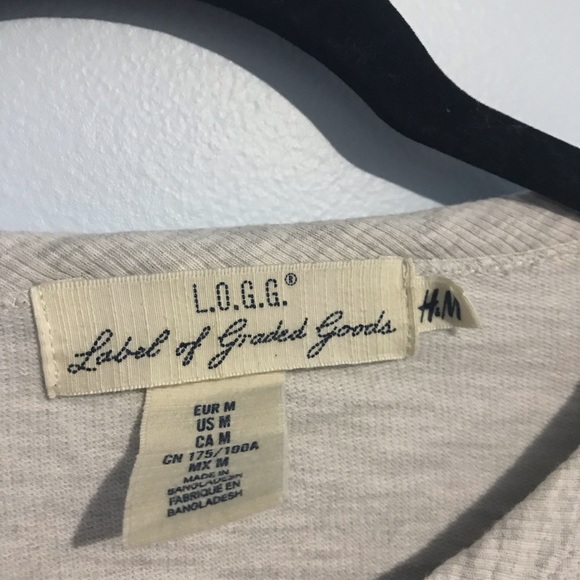 L.O.G.G.®
Label of Graded Goods
H&M
EUR M
US M
CA M
CN 175/100A
MX M
MADE IN
BANGLADESH
FABRIQUE EN
BANGLADESH